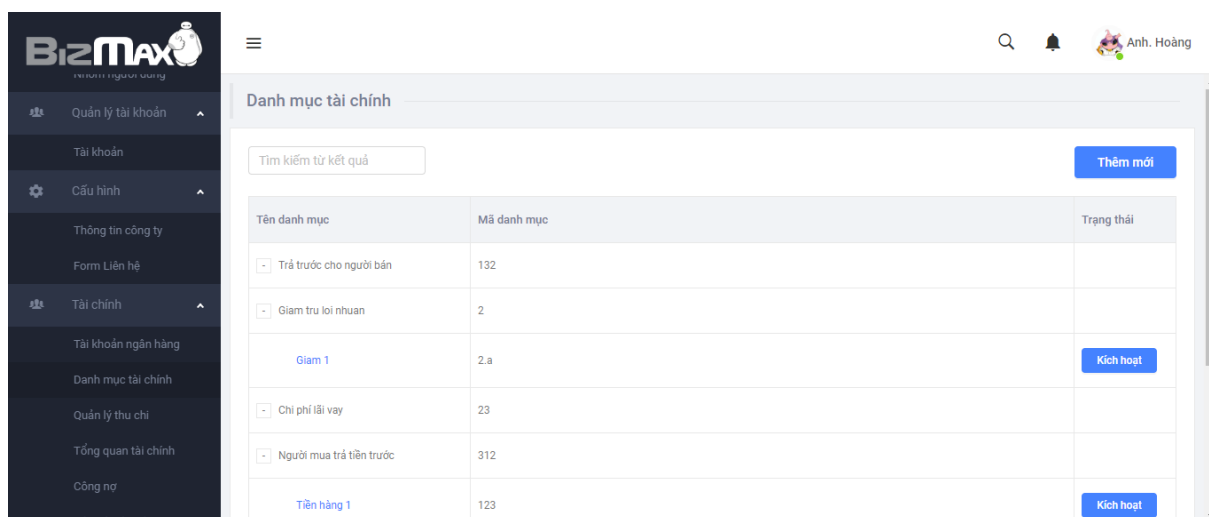 BizMax
Anh. Hoàng
Nhóm người dùng
Quản lý tài khoản
Tài khoản
Cấu hình
Thông tin công ty
Form Liên hệ
Tài chính
Tài khoản ngân hàng
Danh mục tài chính
Quản lý thu chi
Tổng quan tài chính
Công nợ
Danh mục tài chính
Tìm kiếm từ kết quả
Thêm mới
Tên danh mục Mã danh mục Trạng thái
- Trả trước cho người bán 132
- Giam tru loi nhuan 2
Giam 1 2.a Kích hoạt
- Chi phí lãi vay 23
- Người mua trả tiền trước 312
Tiền hàng 1 123 Kích hoạt